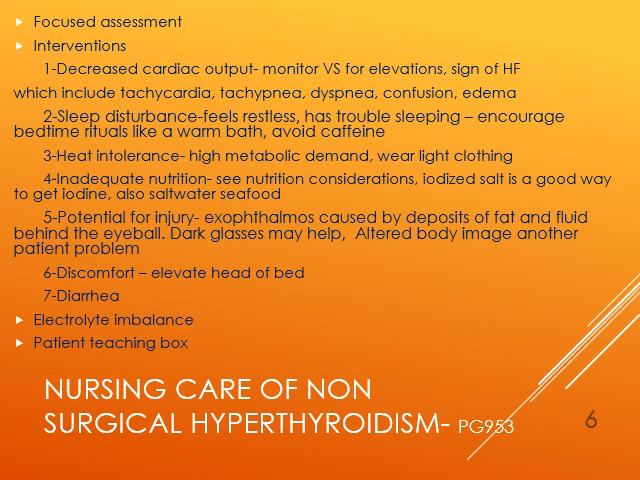 Focused assessment
Interventions
1-Decreased cardiac output- monitor VS for elevations, sign of HF
which include tachycardia, tachypnea, dyspnea, confusion, edema
2-Sleep disturbance-feels restless, has trouble sleeping – encourage
bedtime rituals like a warm bath, avoid caffeine
3-Heat intolerance- high metabolic demand, wear light clothing
4-Inadequate nutrition- see nutrition considerations, iodized salt is a good way
to get iodine, also saltwater seafood
5-Potential for injury- exophthalmos caused by deposits of fat and fluid
behind the eyeball. Dark glasses may help, Altered body image another
patient problem
6-Discomfort – elevate head of bed
7-Diarrhea
Electrolyte imbalance
Patient teaching box
NURSING CARE OF NON
SURGICAL HYPERTHYROIDISM- PG953
6